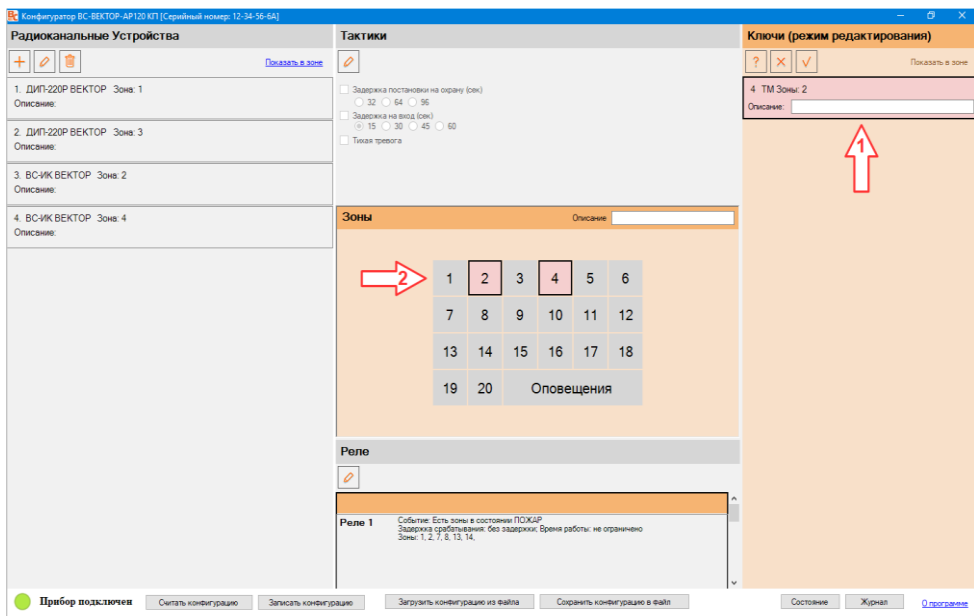 Конфигуратор ВС-ВЕКТОР-АР120 КП [Серийный номер: 12-34-56-6A]
Радиоканальные Устройства
Показать в зоне
1. ДИП-220Р ВЕКТОР Зона: 1
Описание:
2. ДИП-220Р ВЕКТОР Зона: 3
Описание:
3. ВС-ИК ВЕКТОР Зона: 2
Описание:
4. ВС-ИК ВЕКТОР Зона: 4
Описание:
Тактики
Задержка постановки на охрану (сек)
32 64 96
Задержка на вход (сек)
15 30 45 60
Тихая тревога
Зоны Описание
2
1 2 3 4 5 6
7 8 9 10 11 12
13 14 15 16 17 18
19 20 Оповещения
Реле
Реле 1
Событие: Есть зоны в состоянии ПОЖАР
Задержка срабатывания: без задержки; Время работы: не ограничено
Зоны: 1, 2, 7, 8, 13, 14,
Ключи (режим редактирования)
? Показать в зоне
4 ТМ Зоны: 2
Описание:
1
Прибор подключен Считать конфигурацию Записать конфигурацию Загрузить конфигурацию из файла Сохранить конфигурацию в файл Состояние Журнал О программе